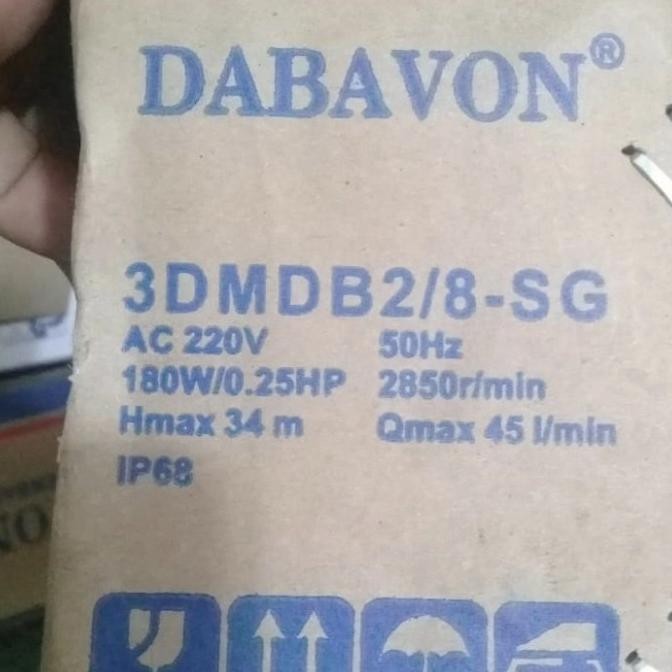 DABAVON®
3DMDB2/8-SG
AC 220V 50Hz
180W/0.25HP 2850r/min
Hmax 34 m Qmax 45 l/min
IP68